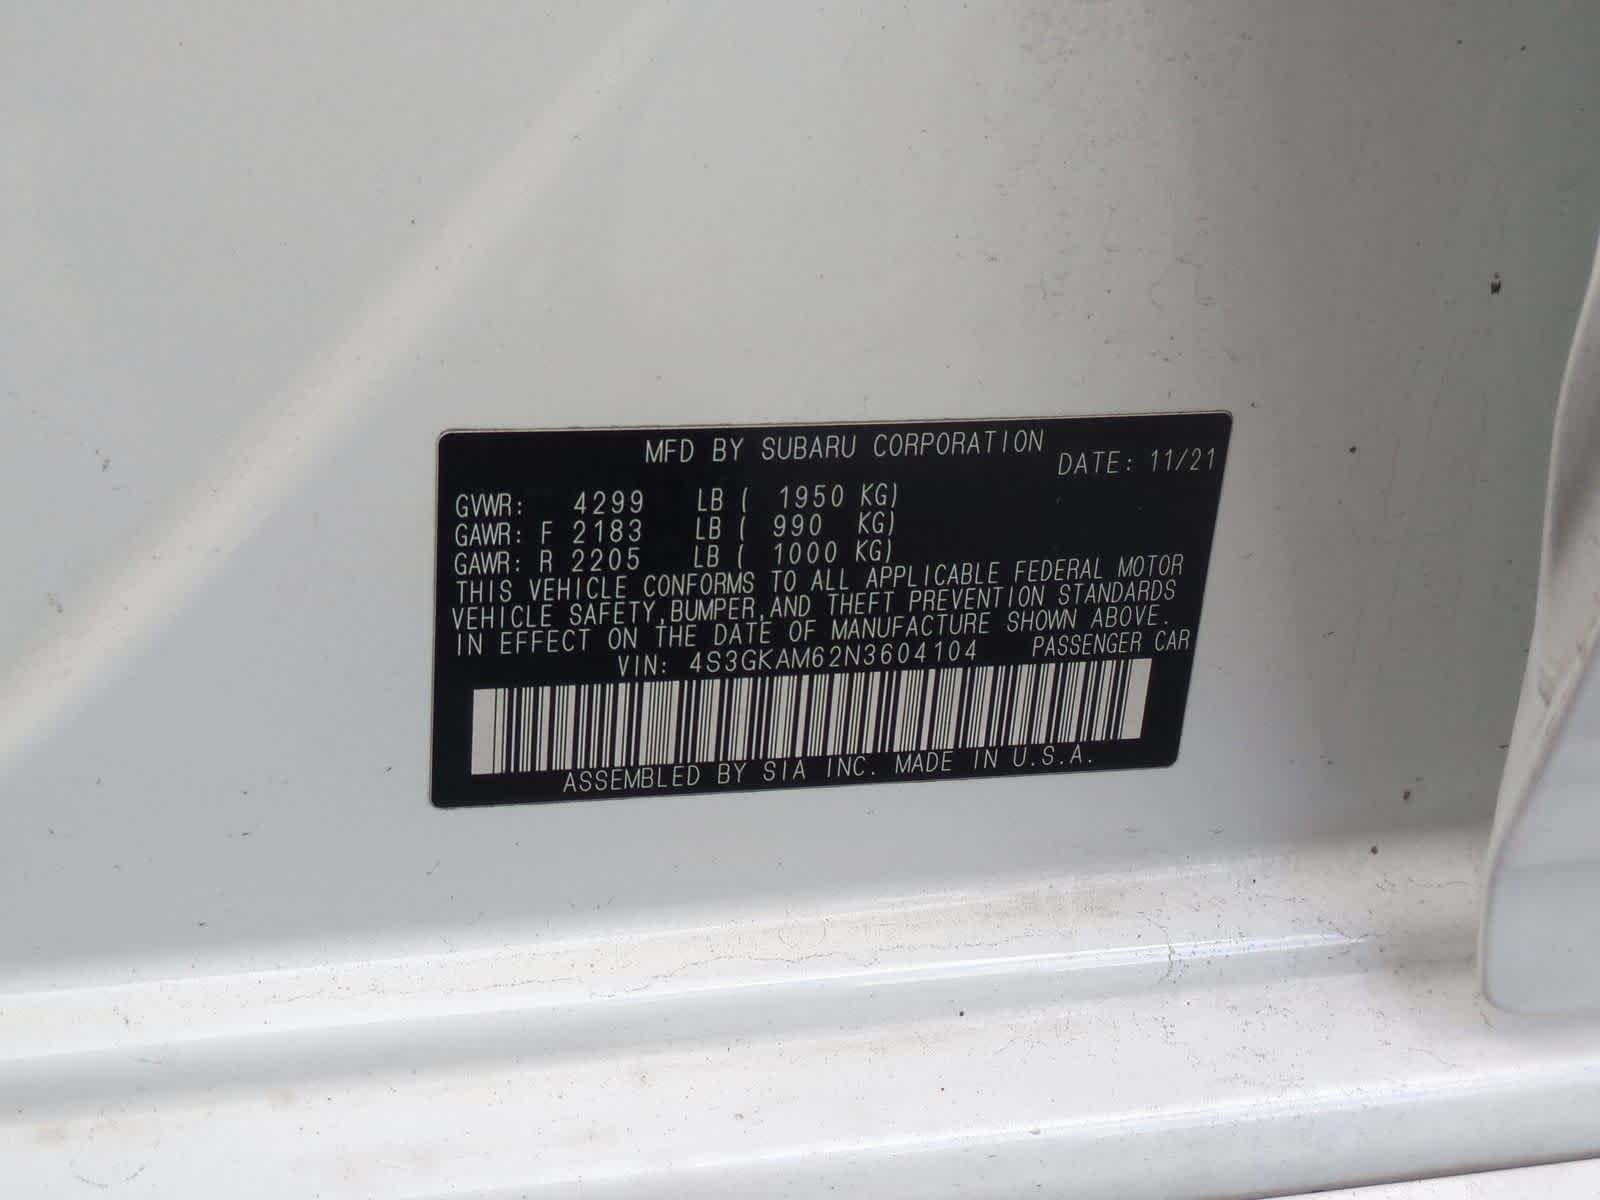 MFD BY SUBARU CORPORATION
DATE: 11/21
GVWR: 4299 LB ( 1950 KG)
GAWR: F 2183 LB ( 990 KG)
GAWR: R 2205 LB ( 1000 KG)
THIS VEHICLE CONFORMS TO ALL APPLICABLE FEDERAL MOTOR
VEHICLE SAFETY,BUMPER,AND THEFT PREVENTION STANDARDS
IN EFFECT ON THE DATE OF MANUFACTURE SHOWN ABOVE.
VIN: 4S3GKAM62N3604104 PASSENGER CAR
ASSEMBLED BY SIA INC. MADE IN U.S.A.